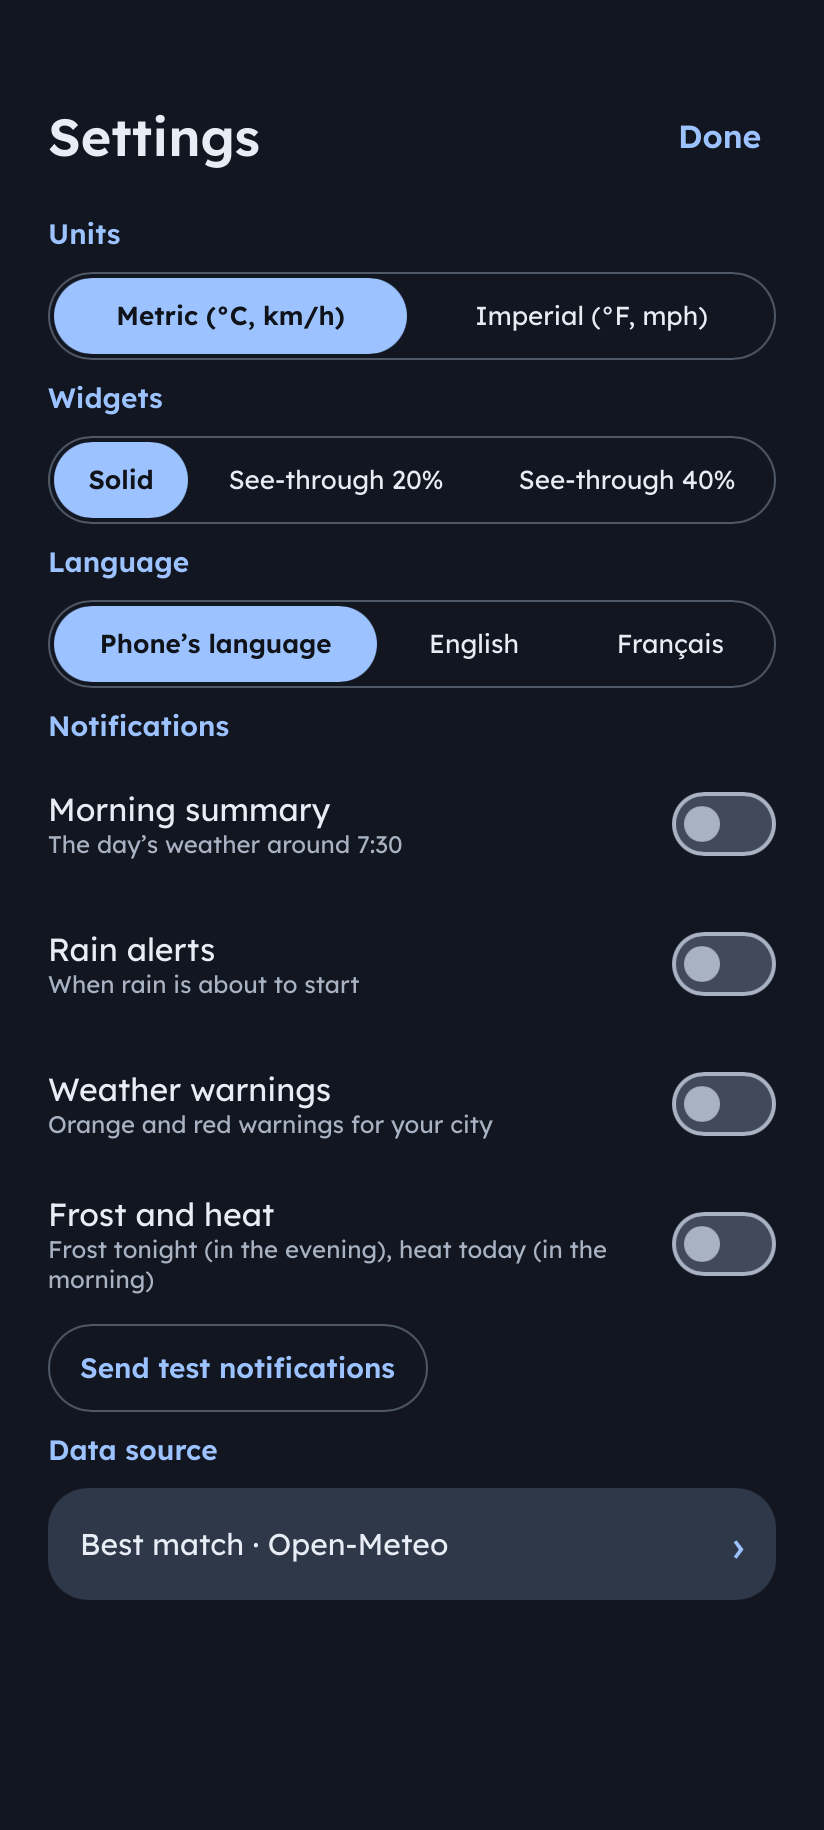 Settings
Done
Units
Metric (°C, km/h)
Imperial (°F, mph)
Widgets
Solid
See-through 20%
See-through 40%
Language
Phone’s language
English
Français
Notifications
Morning summary
The day’s weather around 7:30
Rain alerts
When rain is about to start
Weather warnings
Orange and red warnings for your city
Frost and heat
Frost tonight (in the evening), heat today (in the
morning)
Send test notifications
Data source
Best match · Open-Meteo ›